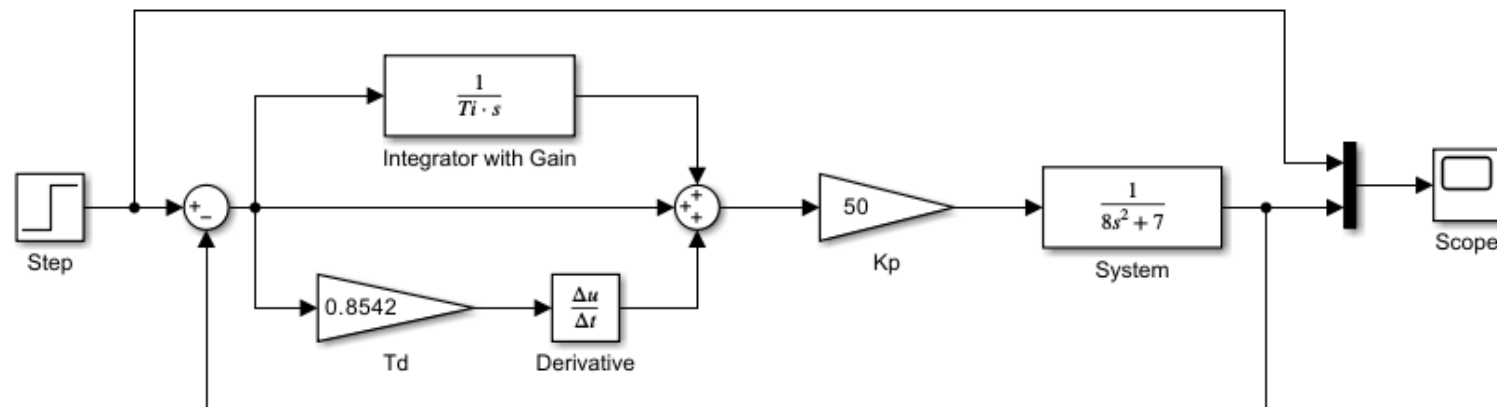 1
Ti · s
Integrator with Gain
Step
+
−
+
+
+
50
Kp
1
8s² + 7
System
Scope
0.8542
Td
Δu
Δt
Derivative